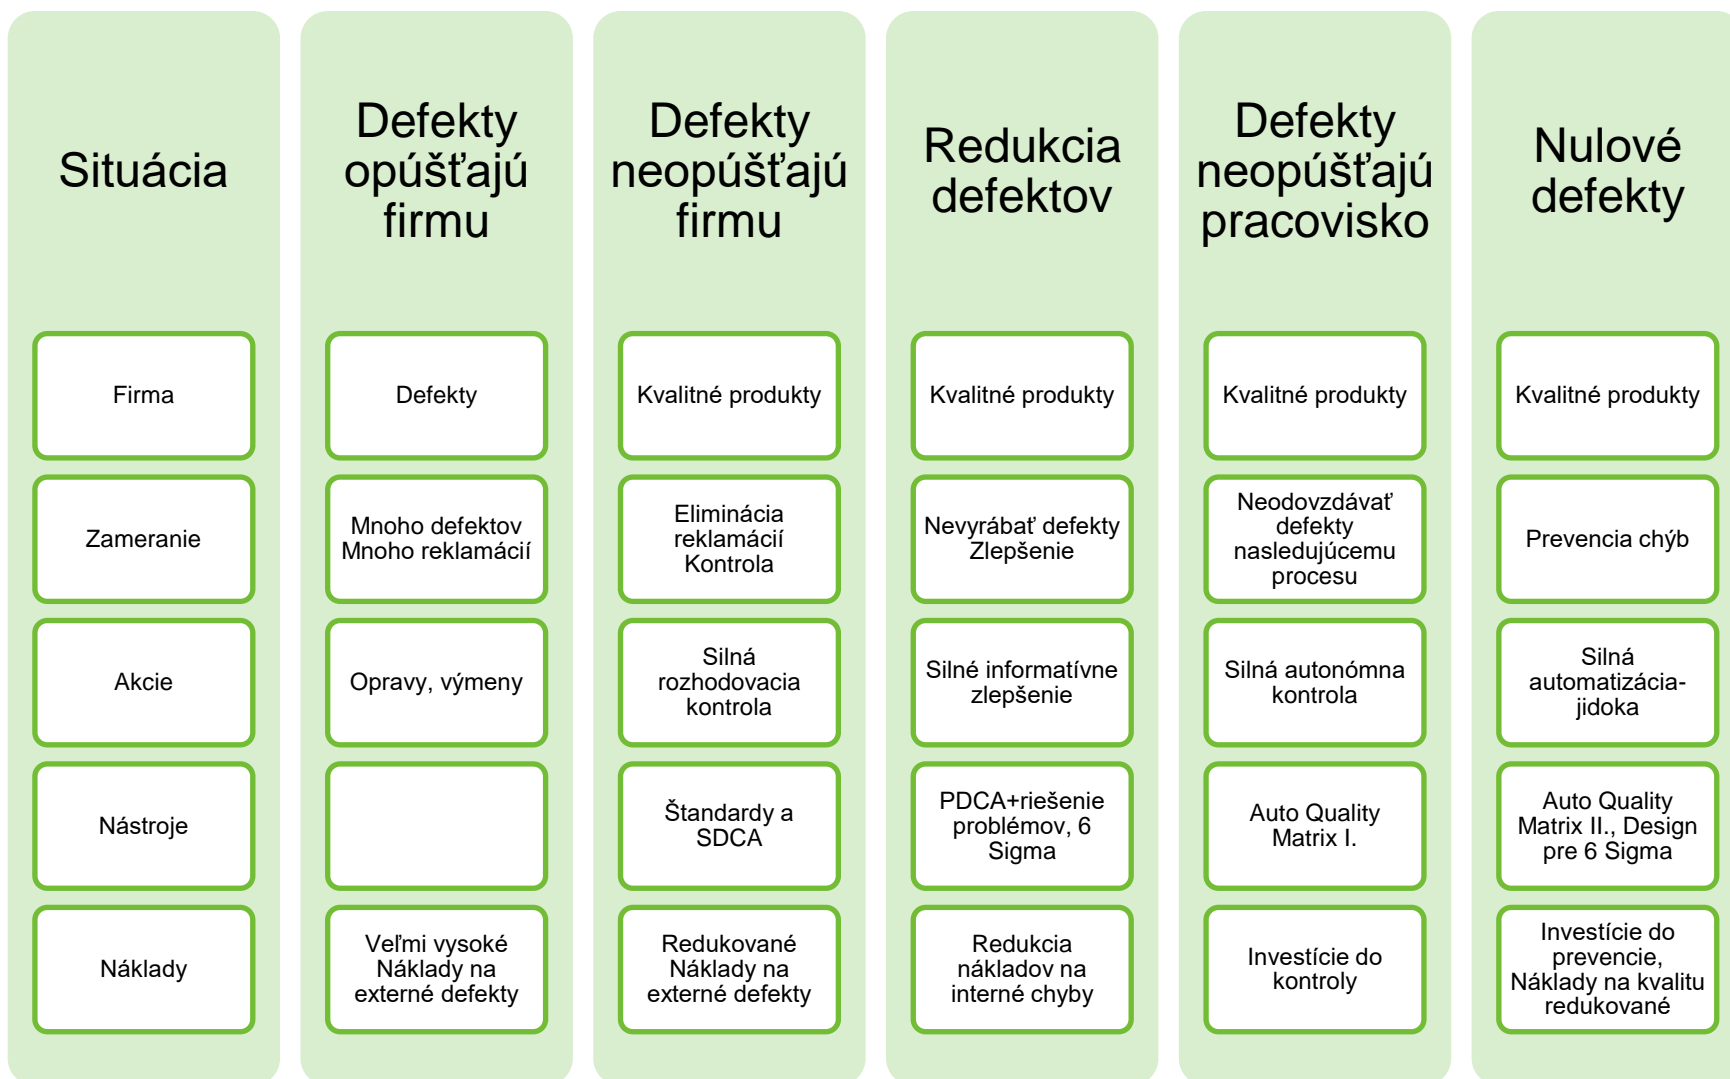 Situácia
Firma
Zameranie
Akcie
Nástroje
Náklady
Defekty
opúšťajú
firmu
Defekty
Mnoho defektov
Mnoho reklamácií
Opravy, výmeny
Veľmi vysoké
Náklady na
externé defekty
Defekty
neopúšťajú
firmu
Kvalitné produkty
Eliminácia
reklamácií
Kontrola
Silná
rozhodovacia
kontrola
Štandardy a
SDCA
Redukované
Náklady na
externé defekty
Redukcia
defektov
Kvalitné produkty
Nevyrábať defekty
Zlepšenie
Silné informatívne
zlepšenie
PDCA+riešenie
problémov, 6
Sigma
Redukcia
nákladov na
interné chyby
Defekty
neopúšťajú
pracovisko
Kvalitné produkty
Neodovzdávať
defekty
nasledujúcemu
procesu
Silná autonómna
kontrola
Auto Quality
Matrix I.
Investície do
kontroly
Nulové
defekty
Kvalitné produkty
Prevencia chýb
Silná
automatizácia-
jidoka
Auto Quality
Matrix II., Design
pre 6 Sigma
Investície do
prevencie,
Náklady na kvalitu
redukované